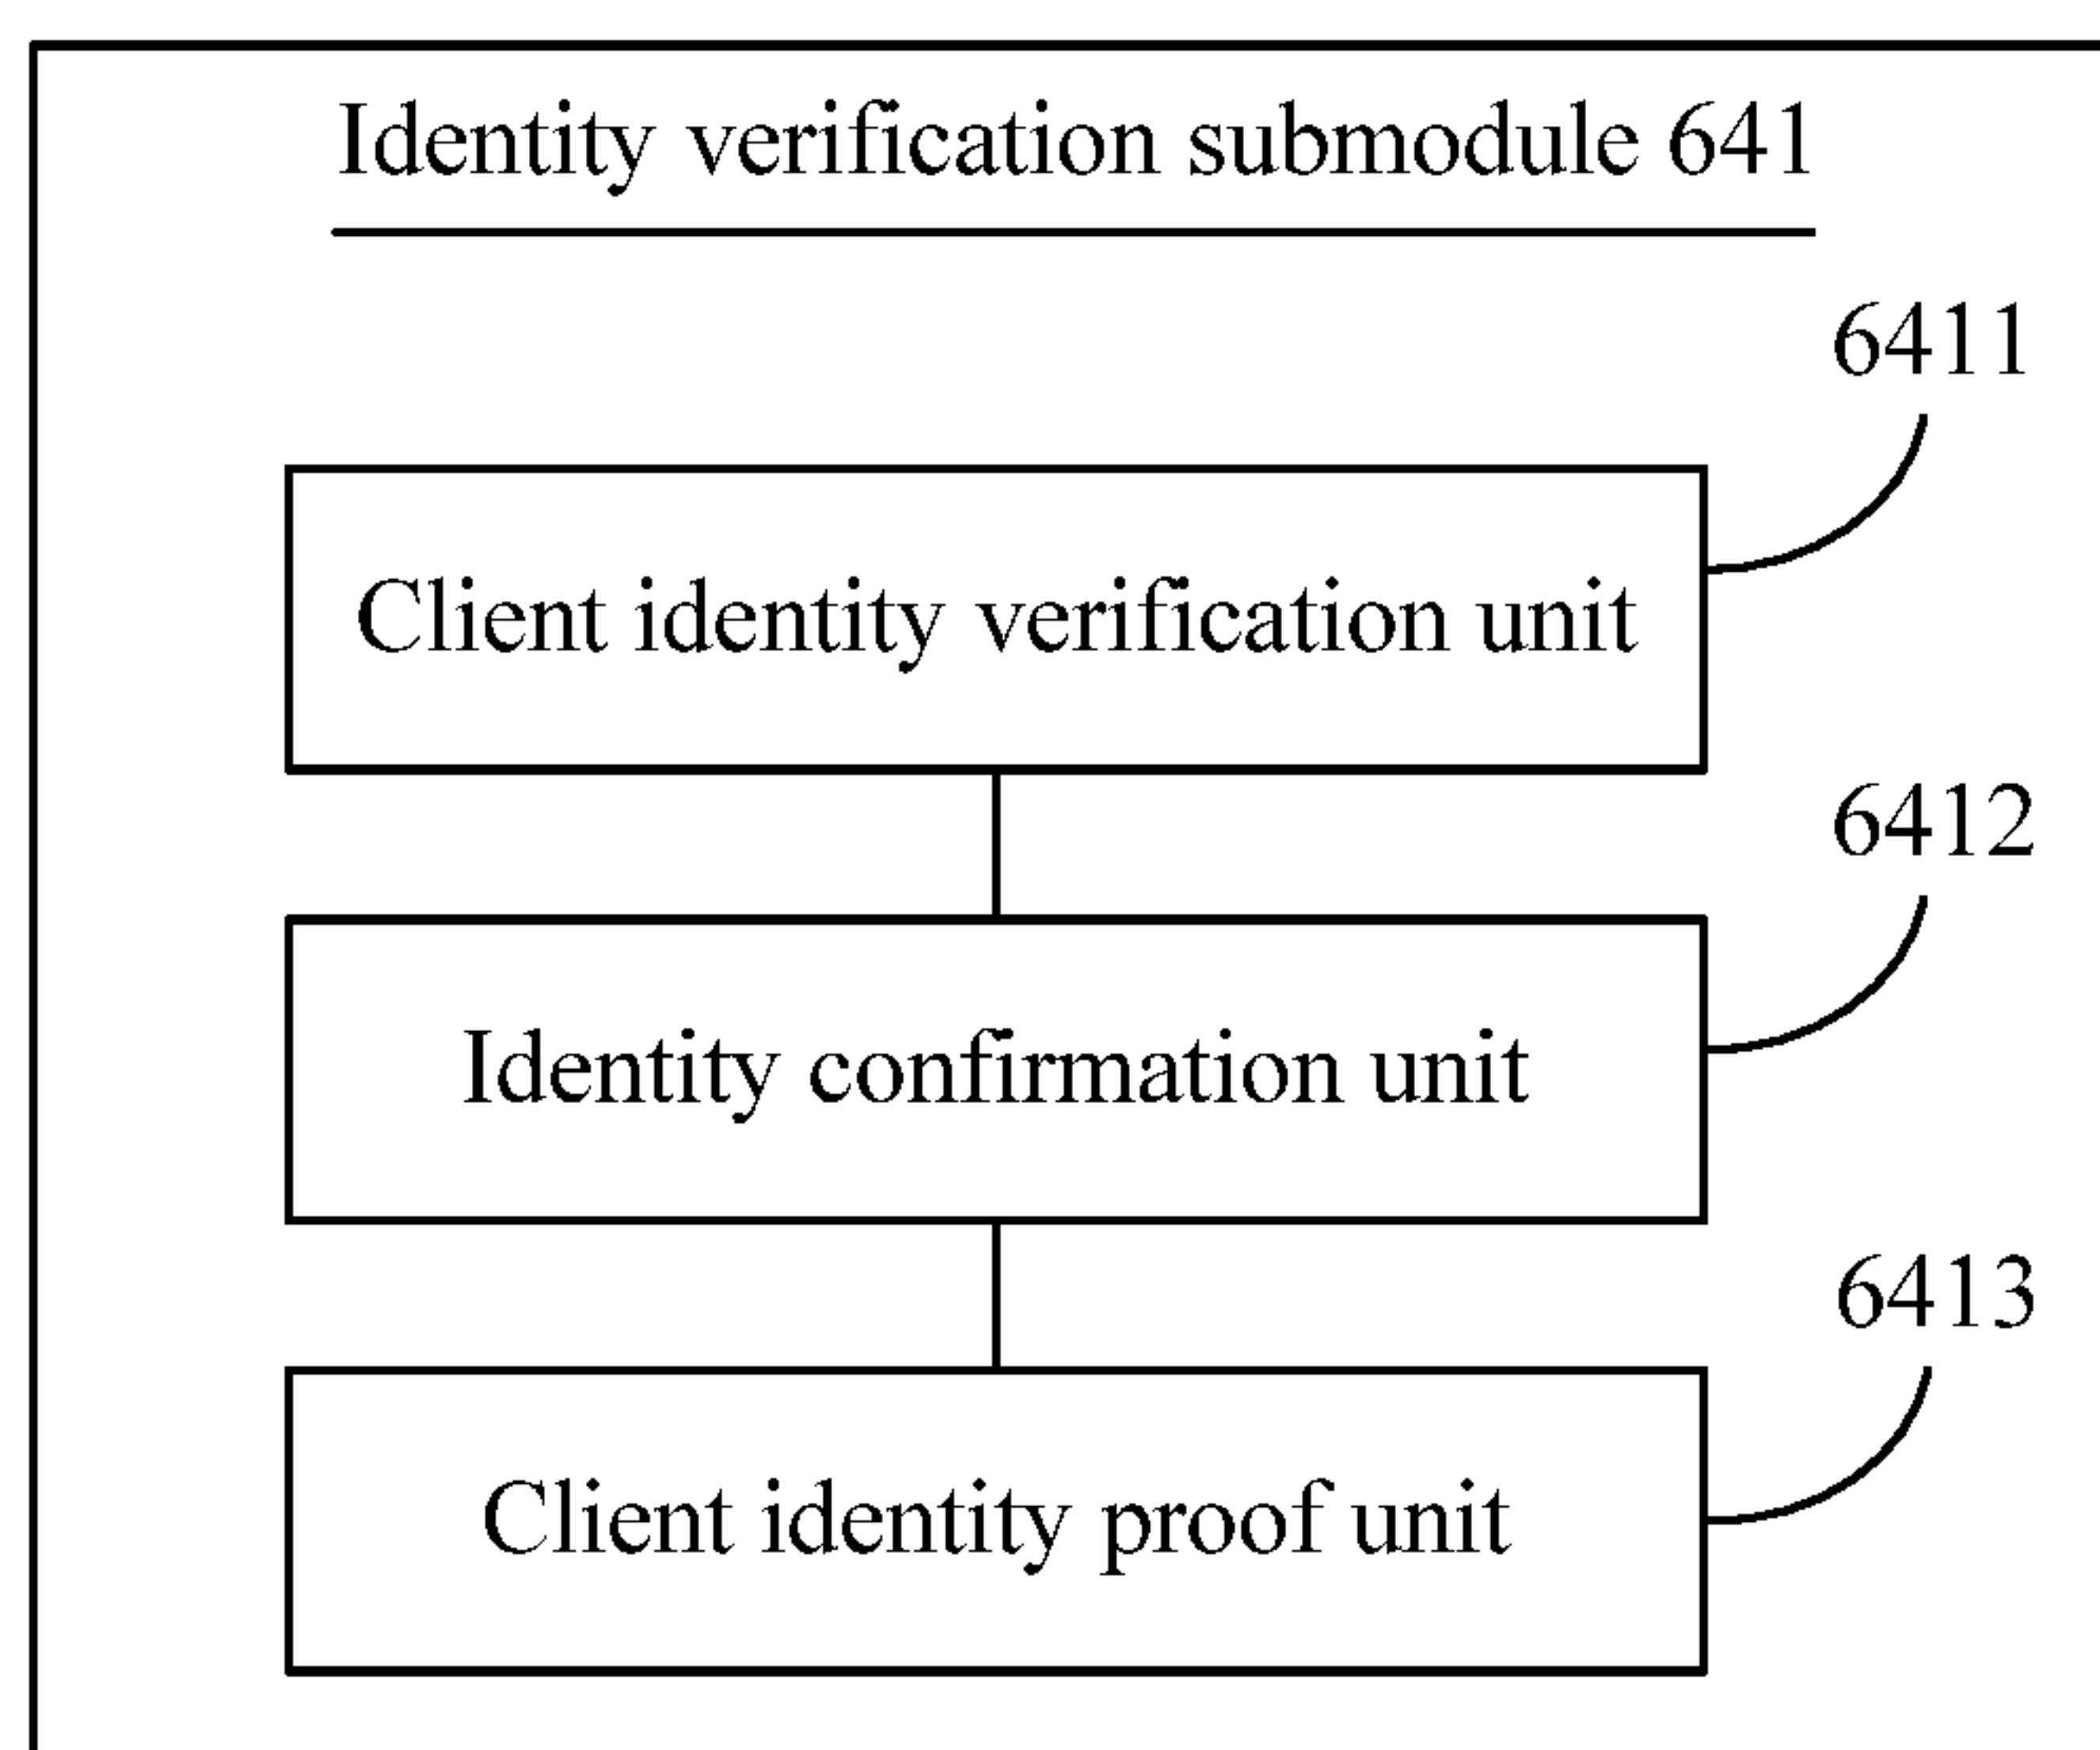 Identity verification submodule 641
6411
Client identity verification unit
6412
Identity confirmation unit
6413
Client identity proof unit